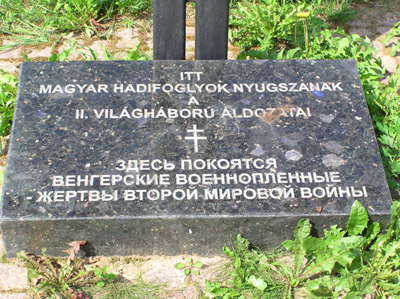 ITT
MAGYAR HADIFOGLYOK NYUGSZANAK
A
II. VILÁGHÁBORÚ ÁLDOZATAI
ЗДЕСЬ ПОКОЯТСЯ
ВЕНГЕРСКИЕ ВОЕННОПЛЕННЫЕ
ЖЕРТВЫ ВТОРОЙ МИРОВОЙ ВОЙНЫ